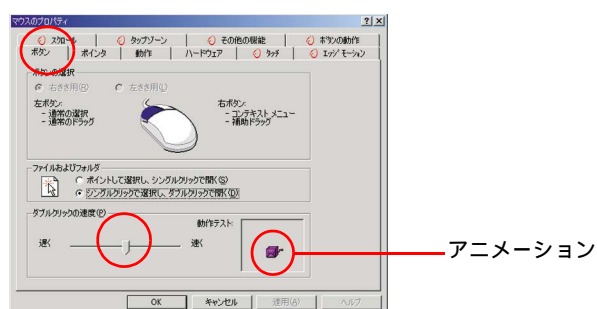 マウスのプロパティ
スクロール タップゾーン その他の機能 ボタンの動作
ボタン ポインタ 動作 ハードウェア タッチ エッジ モーション
ボタンの選択
右きき用(R) 左きき用(L)
左ボタン:
- 通常の選択
- 通常のドラッグ
右ボタン:
- コンテキスト メニュー
- 補助ドラッグ
ファイルおよびフォルダ
ポイントして選択し、シングルクリックで開く(S)
シングルクリックで選択し、ダブルクリックで開く(D)
ダブルクリックの速度(P)
動作テスト:
遅く 速く
アニメーション
OK キャンセル 適用(A) ヘルプ